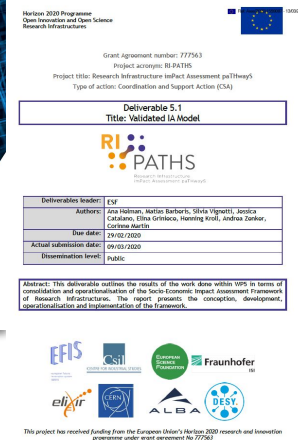 Horizon 2020 Programme
Open Innovation and Open Science
Research Infrastructures
Grant Agreement number: 777563
Project acronym: RI-PATHS
Project title: Research Infrastructure imPact Assessment paTHwayS
Type of action: Coordination and Support Action (CSA)
Deliverable 5.1
Title: Validated IA Model
RI
PATHS
Research Infrastructure
imPact Assessment paTHwayS
Deliverables leader: ESF
Authors: Ana Holman, Matias Barberis, Silvia Vignetti, Jessica
Catalano, Elina Griniece, Henning Kroll, Andrea Zenker,
Corinne Martin
Due date: 29/02/2020
Actual submission date: 09/03/2020
Dissemination level: Public
Abstract: This deliverable outlines the results of the work done within WP5 in terms of
consolidation and operationalisation of the Socio-Economic Impact Assessment Framework
of Research Infrastructures. The report presents the conception, development,
operationalisation and implementation of the framework.
EFIS
Csil
CENTRE FOR INDUSTRIAL STUDIES
EUROPEAN
SCIENCE
FOUNDATION
Fraunhofer
ISI
elixir
CERN
ALBA
DESY.
This project has received funding from the European Union's Horizon 2020 research and innovation
programme under grant agreement No 777563